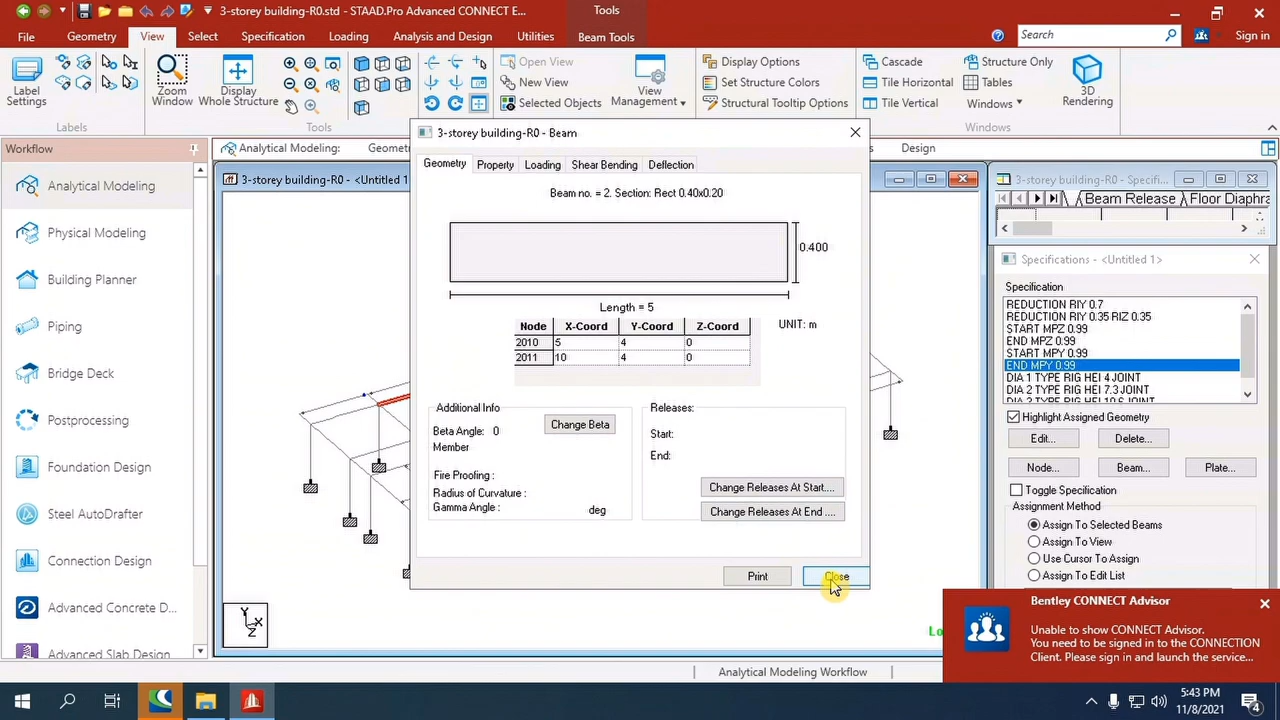 3-storey building-R0.std - STAAD.Pro Advanced CONNECT E...
Tools
File
Geometry
View
Select
Specification
Loading
Analysis and Design
Utilities
Beam Tools
Search
Sign in
Label
Settings
Labels
Zoom
Window
Display
Whole Structure
Tools
Open View
New View
Selected Objects
View
Management
Display Options
Set Structure Colors
Structural Tooltip Options
Cascade
Tile Horizontal
Tile Vertical
Structure Only
Tables
Windows
Windows
3D
Rendering
Workflow
Analytical Modeling
Physical Modeling
Building Planner
Piping
Bridge Deck
Postprocessing
Foundation Design
Steel AutoDrafter
Connection Design
Advanced Concrete D...
Advanced Slab Design
Analytical Modeling:
Geomet
Design
3-storey building-R0 - <Untitled 1
3-storey building-R0 - Beam
Geometry
Property
Loading
Shear Bending
Deflection
Beam no. = 2. Section: Rect 0.40x0.20
0.400
Length = 5
UNIT: m
Node X-Coord Y-Coord Z-Coord
2010 5 4 0
2011 10 4 0
Additional Info
Beta Angle: 0
Change Beta
Member
Fire Proofing :
Radius of Curvature :
Gamma Angle :
deg
Releases:
Start:
End:
Change Releases At Start....
Change Releases At End ....
Print
Close
Y
X
Z
Lo
3-storey building-R0 - Specifi...
Beam Release
Floor Diaphra
Specifications - <Untitled 1>
Specification
REDUCTION RIY 0.7
REDUCTION RIY 0.35 RIZ 0.35
START MPZ 0.99
END MPZ 0.99
START MPY 0.99
END MPY 0.99
DIA 1 TYPE RIG HEI 4 JOINT
DIA 2 TYPE RIG HEI 7.3 JOINT
DIA 3 TYPE RIG HEI 10.6 JOINT
Highlight Assigned Geometry
Edit...
Delete...
Node...
Beam...
Plate...
Toggle Specification
Assignment Method
Assign To Selected Beams
Assign To View
Use Cursor To Assign
Assign To Edit List
Bentley CONNECT Advisor
Unable to show CONNECT Advisor.
You need to be signed in to the CONNECTION
Client. Please sign in and launch the service...
Analytical Modeling Workflow
5:43 PM
11/8/2021
4